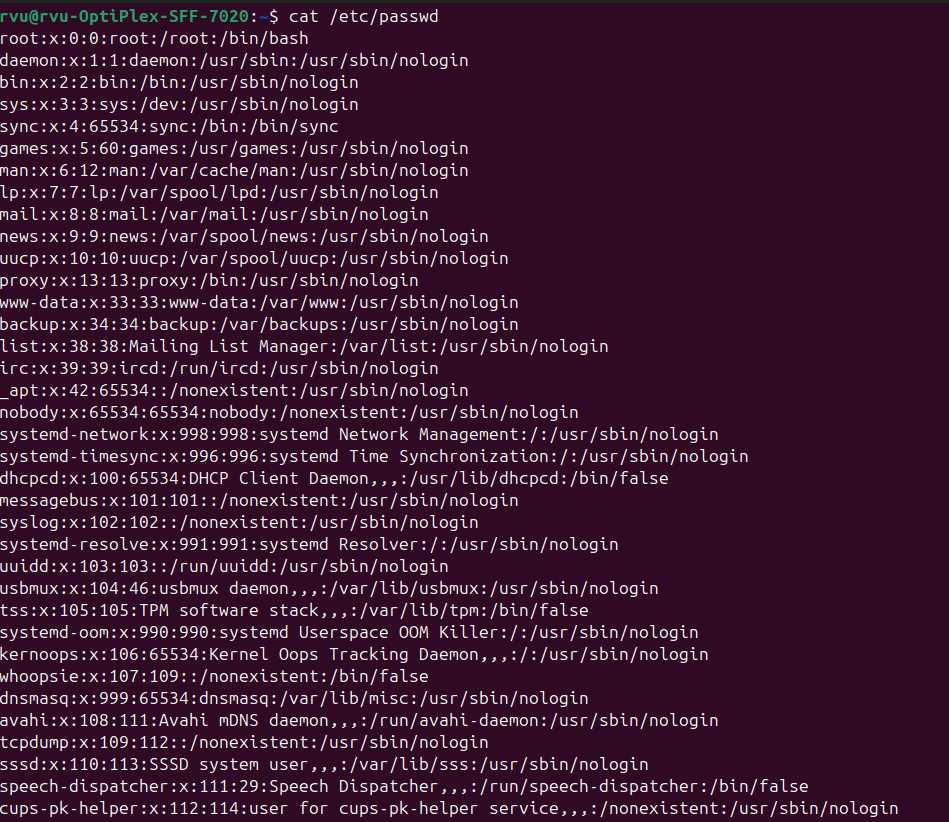 rvu@rvu-OptiPlex-SFF-7020:~$ cat /etc/passwd
root:x:0:0:root:/root:/bin/bash
daemon:x:1:1:daemon:/usr/sbin:/usr/sbin/nologin
bin:x:2:2:bin:/bin:/usr/sbin/nologin
sys:x:3:3:sys:/dev:/usr/sbin/nologin
sync:x:4:65534:sync:/bin:/bin/sync
games:x:5:60:games:/usr/games:/usr/sbin/nologin
man:x:6:12:man:/var/cache/man:/usr/sbin/nologin
lp:x:7:7:lp:/var/spool/lpd:/usr/sbin/nologin
mail:x:8:8:mail:/var/mail:/usr/sbin/nologin
news:x:9:9:news:/var/spool/news:/usr/sbin/nologin
uucp:x:10:10:uucp:/var/spool/uucp:/usr/sbin/nologin
proxy:x:13:13:proxy:/bin:/usr/sbin/nologin
www-data:x:33:33:www-data:/var/www:/usr/sbin/nologin
backup:x:34:34:backup:/var/backups:/usr/sbin/nologin
list:x:38:38:Mailing List Manager:/var/list:/usr/sbin/nologin
irc:x:39:39:ircd:/run/ircd:/usr/sbin/nologin
_apt:x:42:65534::/nonexistent:/usr/sbin/nologin
nobody:x:65534:65534:nobody:/nonexistent:/usr/sbin/nologin
systemd-network:x:998:998:systemd Network Management:/:/usr/sbin/nologin
systemd-timesync:x:996:996:systemd Time Synchronization:/:/usr/sbin/nologin
dhcpcd:x:100:65534:DHCP Client Daemon,,,:/usr/lib/dhcpcd:/bin/false
messagebus:x:101:101::/nonexistent:/usr/sbin/nologin
syslog:x:102:102::/nonexistent:/usr/sbin/nologin
systemd-resolve:x:991:991:systemd Resolver:/:/usr/sbin/nologin
uuidd:x:103:103::/run/uuidd:/usr/sbin/nologin
usbmux:x:104:46:usbmux daemon,,,:/var/lib/usbmux:/usr/sbin/nologin
tss:x:105:105:TPM software stack,,,:/var/lib/tpm:/bin/false
systemd-oom:x:990:990:systemd Userspace OOM Killer:/:/usr/sbin/nologin
kernoops:x:106:65534:Kernel Oops Tracking Daemon,,,:/:/usr/sbin/nologin
whoopsie:x:107:109::/nonexistent:/bin/false
dnsmasq:x:999:65534:dnsmasq:/var/lib/misc:/usr/sbin/nologin
avahi:x:108:111:Avahi mDNS daemon,,,:/run/avahi-daemon:/usr/sbin/nologin
tcpdump:x:109:112::/nonexistent:/usr/sbin/nologin
sssd:x:110:113:SSSD system user,,,:/var/lib/sss:/usr/sbin/nologin
speech-dispatcher:x:111:29:Speech Dispatcher,,,:/run/speech-dispatcher:/bin/false
cups-pk-helper:x:112:114:user for cups-pk-helper service,,,:/nonexistent:/usr/sbin/nologin